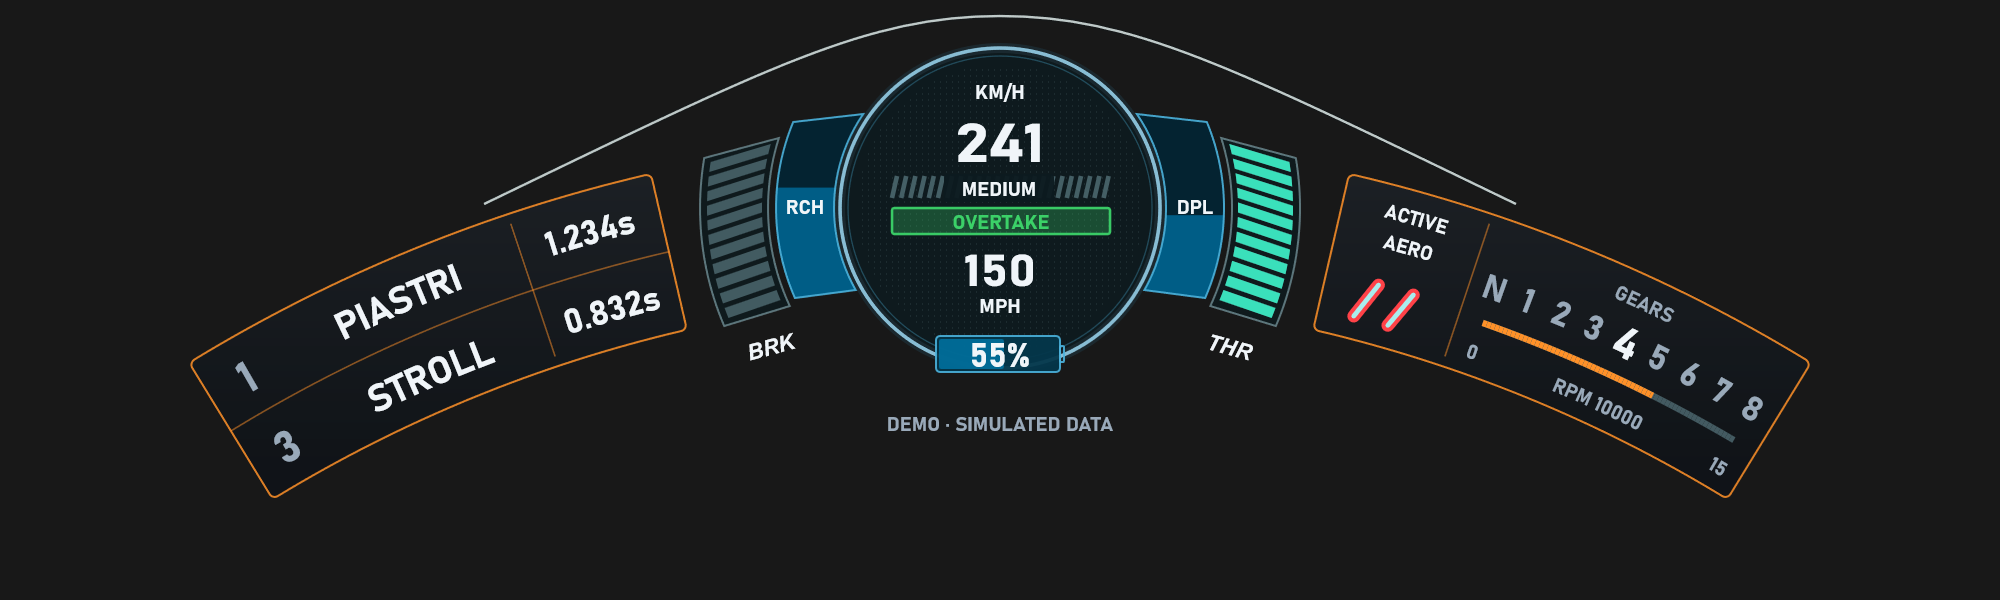 1 PIASTRI 1.234s
3 STROLL 0.832s
BRK
RCH
KM/H
241
MEDIUM
OVERTAKE
150
MPH
55%
DEMO · SIMULATED DATA
DPL
THR
ACTIVE
AERO
GEARS
N 1 2 3 4 5 6 7 8
0
RPM 10000
15